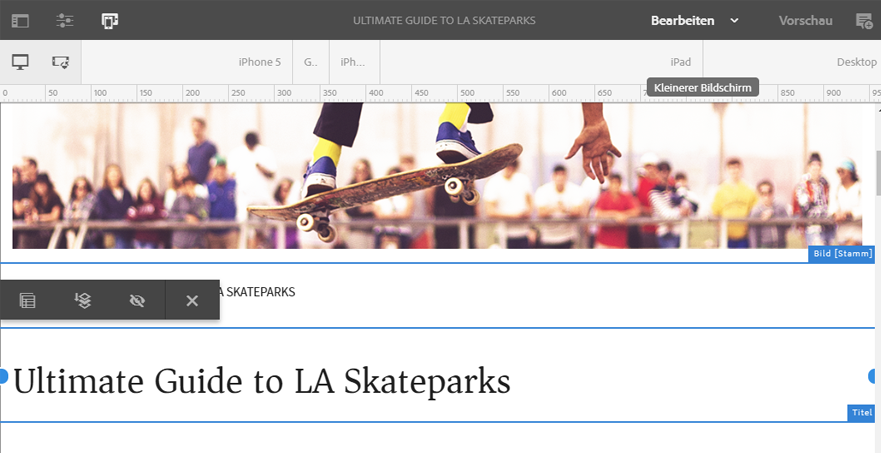 ULTIMATE GUIDE TO LA SKATEPARKS
Bearbeiten
Vorschau
iPhone 5
G..
iPh...
iPad
Desktop
Kleinerer Bildschirm
0 50 100 150 200 250 300 350 400 450 500 550 600 650 7 800 850 900 95
Bild [Stamm]
A SKATEPARKS
Ultimate Guide to LA Skateparks
Titel